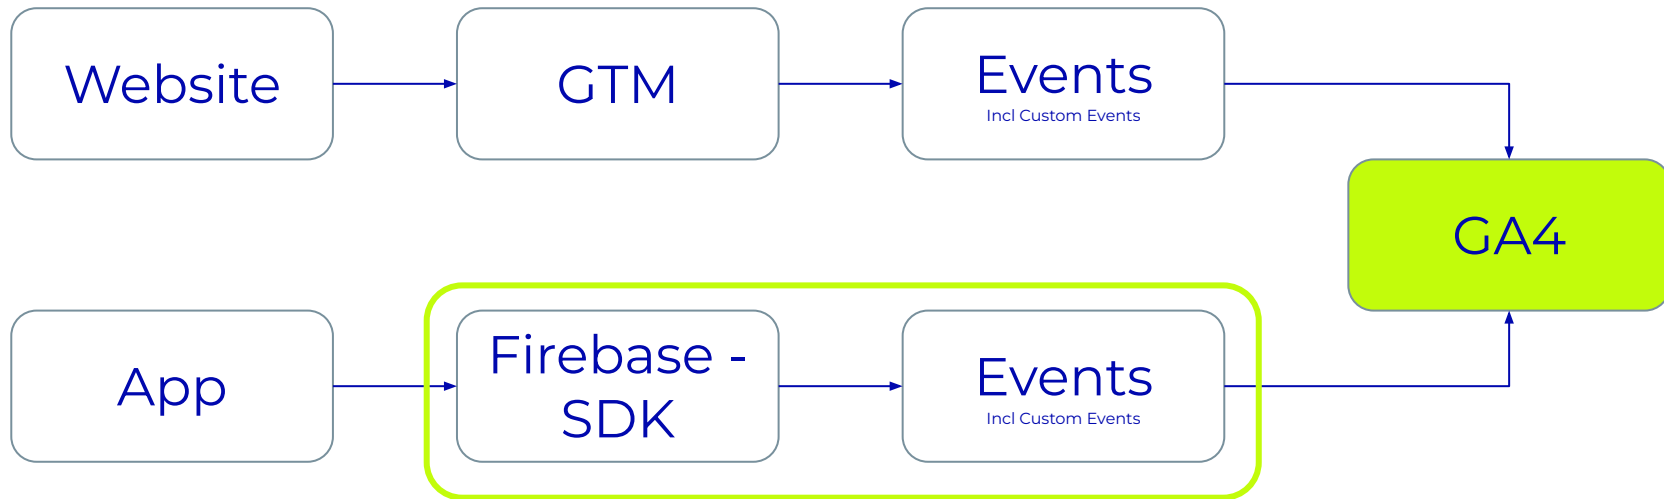 Website
GTM
Events
Incl Custom Events
GA4
App
Firebase -
SDK
Events
Incl Custom Events